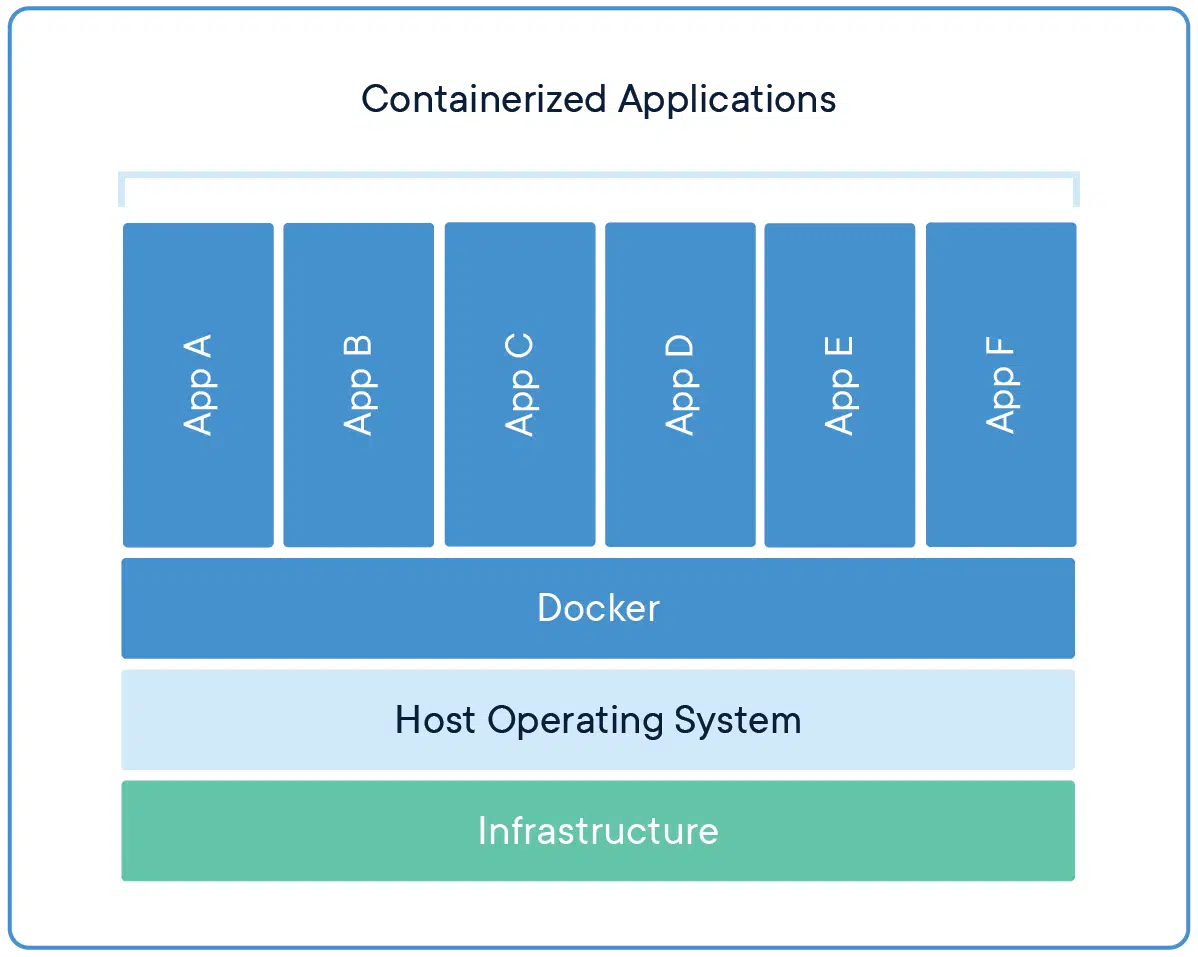 Containerized Applications
App A
App B
App C
App D
App E
App F
Docker
Host Operating System
Infrastructure